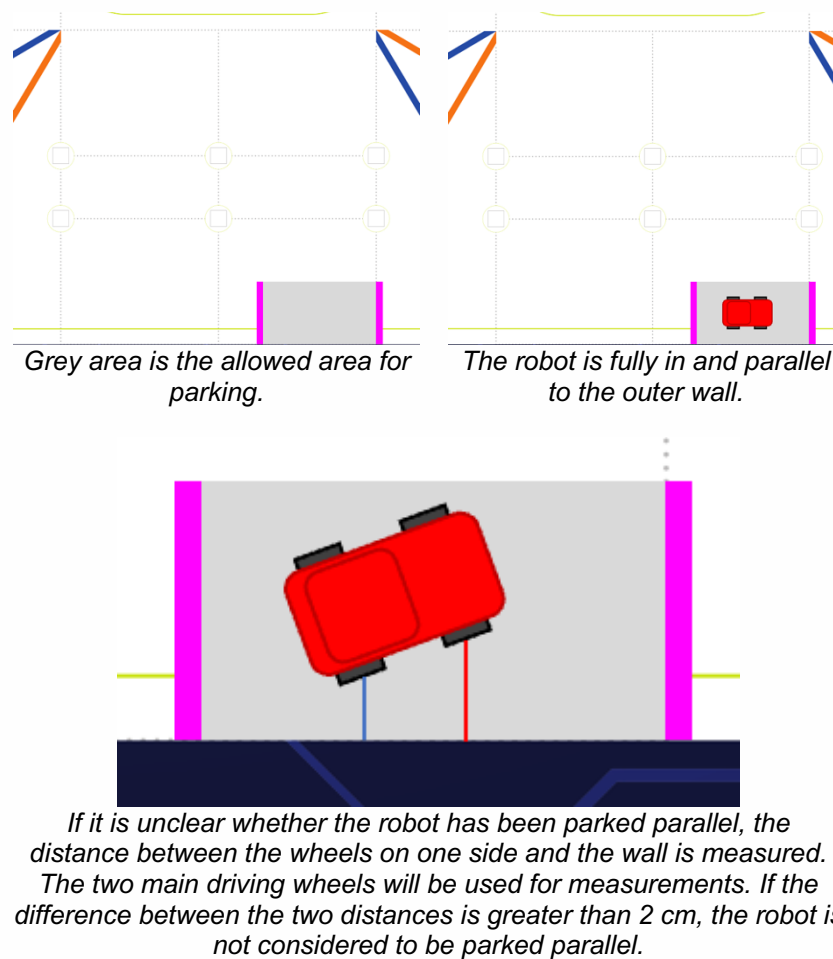 Grey area is the allowed area for
parking.
The robot is fully in and parallel
to the outer wall.
If it is unclear whether the robot has been parked parallel, the
distance between the wheels on one side and the wall is measured.
The two main driving wheels will be used for measurements. If the
difference between the two distances is greater than 2 cm, the robot is
not considered to be parked parallel.